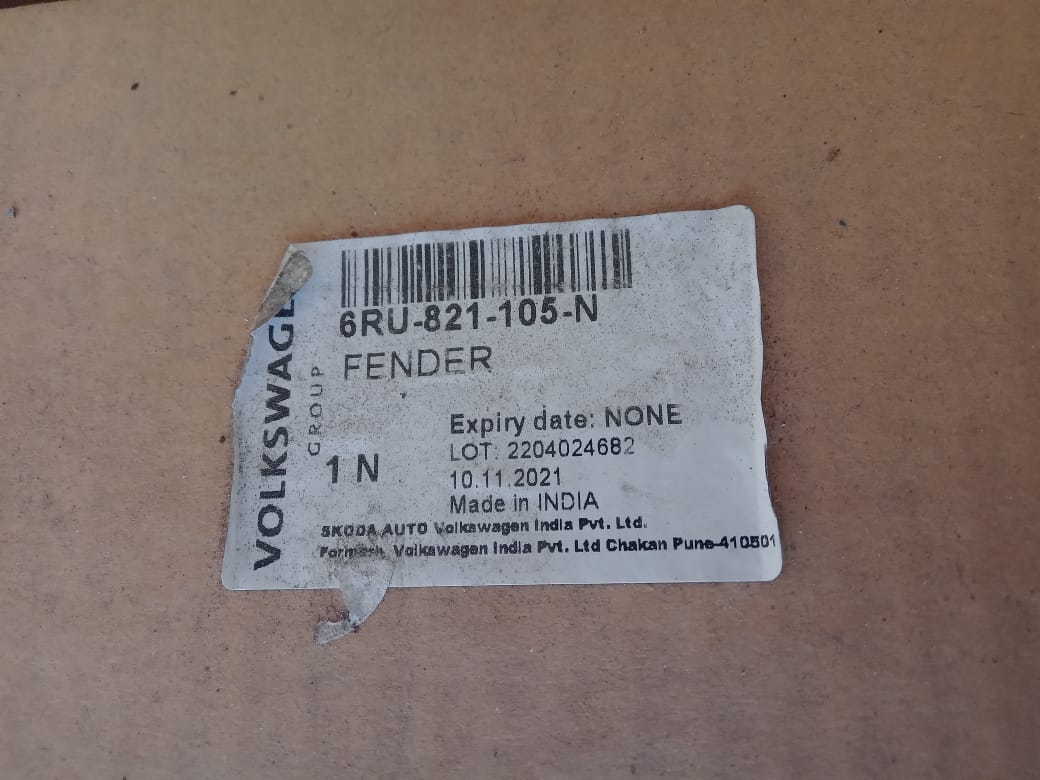 VOLKSWAGE
GROUP
6RU-821-105-N
FENDER
Expiry date: NONE
1 N
LOT: 2204024682
10.11.2021
Made in INDIA
SKODA AUTO Volkswagen India Pvt. Ltd.
Volkswagen India Pvt. Ltd Chakan Pune-410501